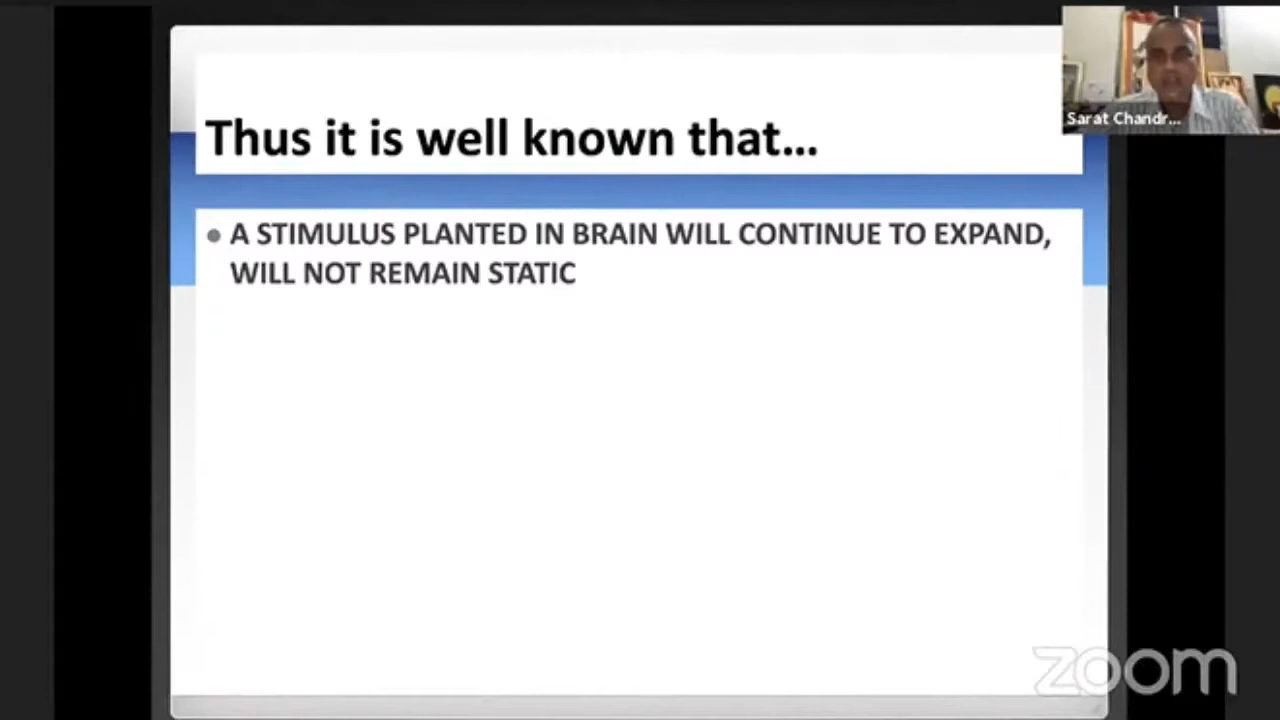 Sarat Chandr...
Thus it is well known that...
A STIMULUS PLANTED IN BRAIN WILL CONTINUE TO EXPAND,
WILL NOT REMAIN STATIC
zoom